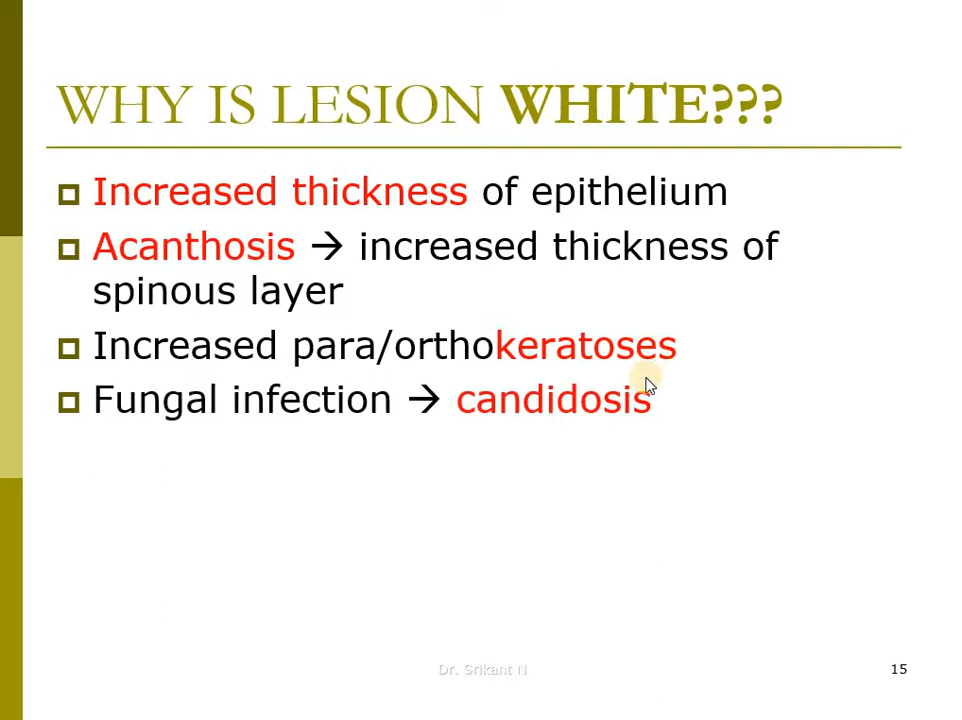 WHY IS LESION WHITE???
Increased thickness of epithelium
Acanthosis → increased thickness of
spinous layer
Increased para/orthokeratoses
Fungal infection → candidosis
Dr. Srikant N
15